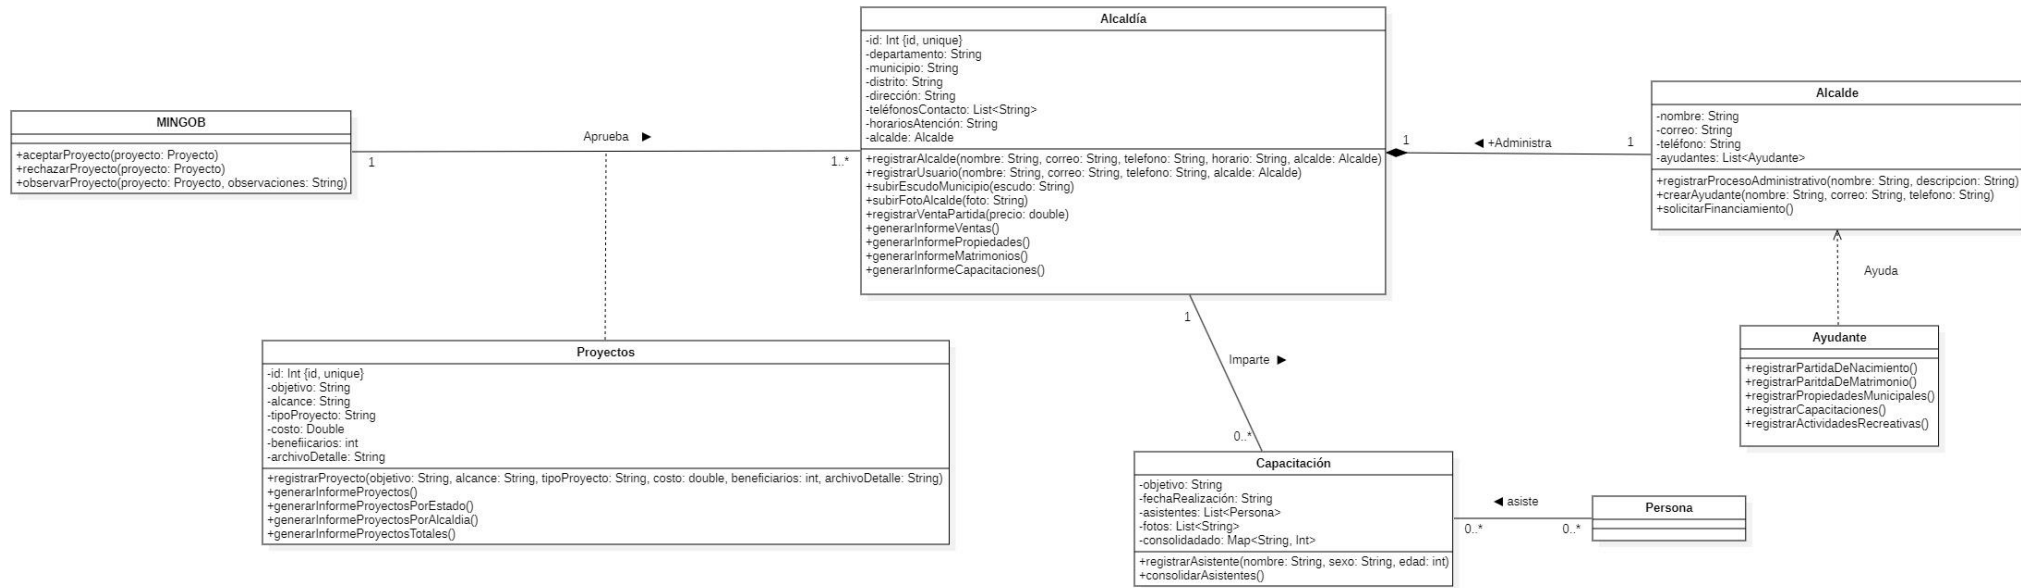 Alcaldía
-id: Int {id, unique}
-departamento: String
-municipio: String
-distrito: String
-dirección: String
-teléfonosContacto: List<String>
-horariosAtención: String
-alcalde: Alcalde
+registrarAlcalde(nombre: String, correo: String, telefono: String, horario: String, alcalde: Alcalde)
+registrarUsuario(nombre: String, correo: String, telefono: String, alcalde: Alcalde)
+subirEscudoMunicipio(escudo: String)
+subirFotoAlcalde(foto: String)
+registrarVentaPartida(precio: double)
+generarInformeVentas()
+generarInformePropiedades()
+generarInformeMatrimonios()
+generarInformeCapacitaciones()
MINGOB
+aceptarProyecto(proyecto: Proyecto)
+rechazarProyecto(proyecto: Proyecto)
+observarProyecto(proyecto: Proyecto, observaciones: String)
Aprueba ►
1
1..*
1
◄ +Administra
1
Alcalde
-nombre: String
-correo: String
-teléfono: String
-ayudantes: List<Ayudante>
+registrarProcesoAdministrativo(nombre: String, descripcion: String)
+crearAyudante(nombre: String, correo: String, telefono: String)
+solicitarFinanciamiento()
Ayuda
Ayudante
+registrarPartidaDeNacimiento()
+registrarParitdaDeMatrimonio()
+registrarPropiedadesMunicipales()
+registrarCapacitaciones()
+registrarActividadesRecreativas()
Proyectos
-id: Int {id, unique}
-objetivo: String
-alcance: String
-tipoProyecto: String
-costo: Double
-benefiicarios: int
-archivoDetalle: String
+registrarProyecto(objetivo: String, alcance: String, tipoProyecto: String, costo: double, beneficiarios: int, archivoDetalle: String)
+generarInformeProyectos()
+generarInformeProyectosPorEstado()
+generarInformeProyectosPorAlcaldia()
+generarInformeProyectosTotales()
1
Imparte ►
0..*
Capacitación
-objetivo: String
-fechaRealización: String
-asistentes: List<Persona>
-fotos: List<String>
-consolidadado: Map<String, Int>
+registrarAsistente(nombre: String, sexo: String, edad: int)
+consolidarAsistentes()
◄ asiste
0..*
0..*
Persona